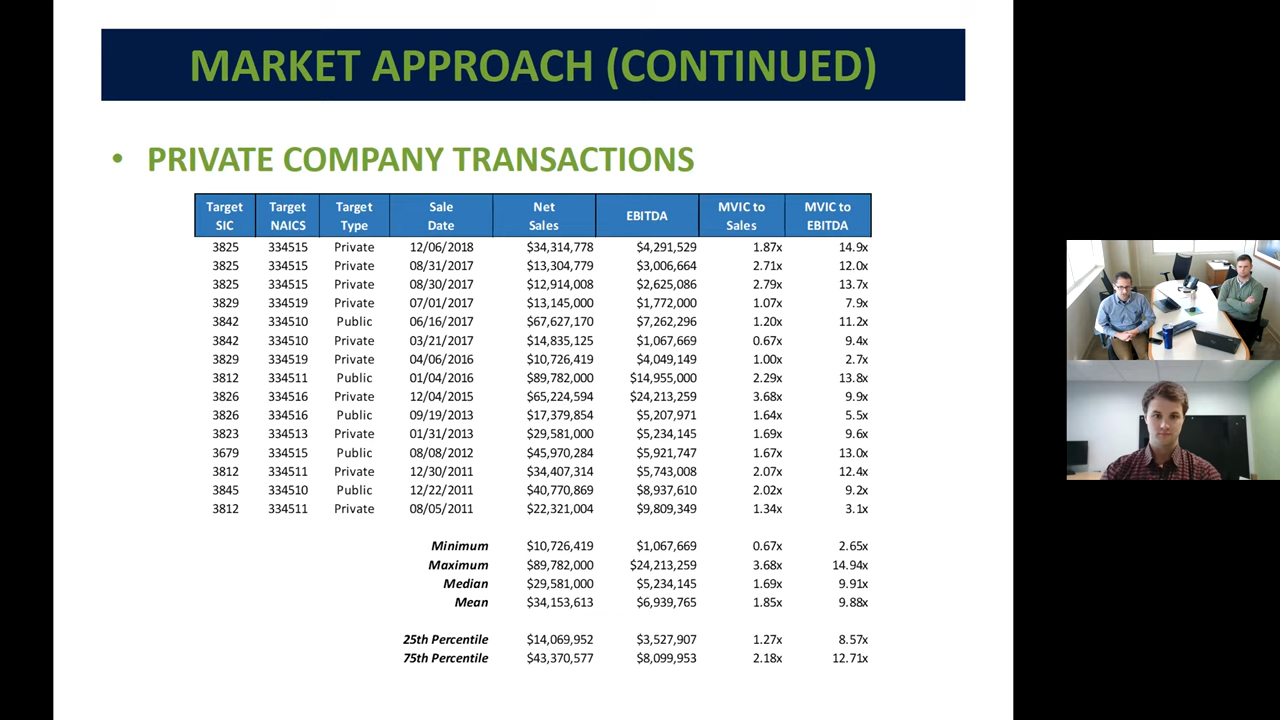 MARKET APPROACH (CONTINUED)
• PRIVATE COMPANY TRANSACTIONS
Target SIC Target NAICS Target Type Sale Date Net Sales EBITDA MVIC to Sales MVIC to EBITDA
3825 334515 Private 12/06/2018 $34,314,778 $4,291,529 1.87x 14.9x
3825 334515 Private 08/31/2017 $13,304,779 $3,006,664 2.71x 12.0x
3825 334515 Private 08/30/2017 $12,914,008 $2,625,086 2.79x 13.7x
3829 334519 Private 07/01/2017 $13,145,000 $1,772,000 1.07x 7.9x
3842 334510 Public 06/16/2017 $67,627,170 $7,262,296 1.20x 11.2x
3842 334510 Private 03/21/2017 $14,835,125 $1,067,669 0.67x 9.4x
3829 334519 Private 04/06/2016 $10,726,419 $4,049,149 1.00x 2.7x
3812 334511 Public 01/04/2016 $89,782,000 $14,955,000 2.29x 13.8x
3826 334516 Private 12/04/2015 $65,224,594 $24,213,259 3.68x 9.9x
3826 334516 Public 09/19/2013 $17,379,854 $5,207,971 1.64x 5.5x
3823 334513 Private 01/31/2013 $29,581,000 $5,234,145 1.69x 9.6x
3679 334515 Public 08/08/2012 $45,970,284 $5,921,747 1.67x 13.0x
3812 334511 Private 12/30/2011 $34,407,314 $5,743,008 2.07x 12.4x
3845 334510 Public 12/22/2011 $40,770,869 $8,937,610 2.02x 9.2x
3812 334511 Private 08/05/2011 $22,321,004 $9,809,349 1.34x 3.1x
Minimum $10,726,419 $1,067,669 0.67x 2.65x
Maximum $89,782,000 $24,213,259 3.68x 14.94x
Median $29,581,000 $5,234,145 1.69x 9.91x
Mean $34,153,613 $6,939,765 1.85x 9.88x
25th Percentile $14,069,952 $3,527,907 1.27x 8.57x
75th Percentile $43,370,577 $8,099,953 2.18x 12.71x